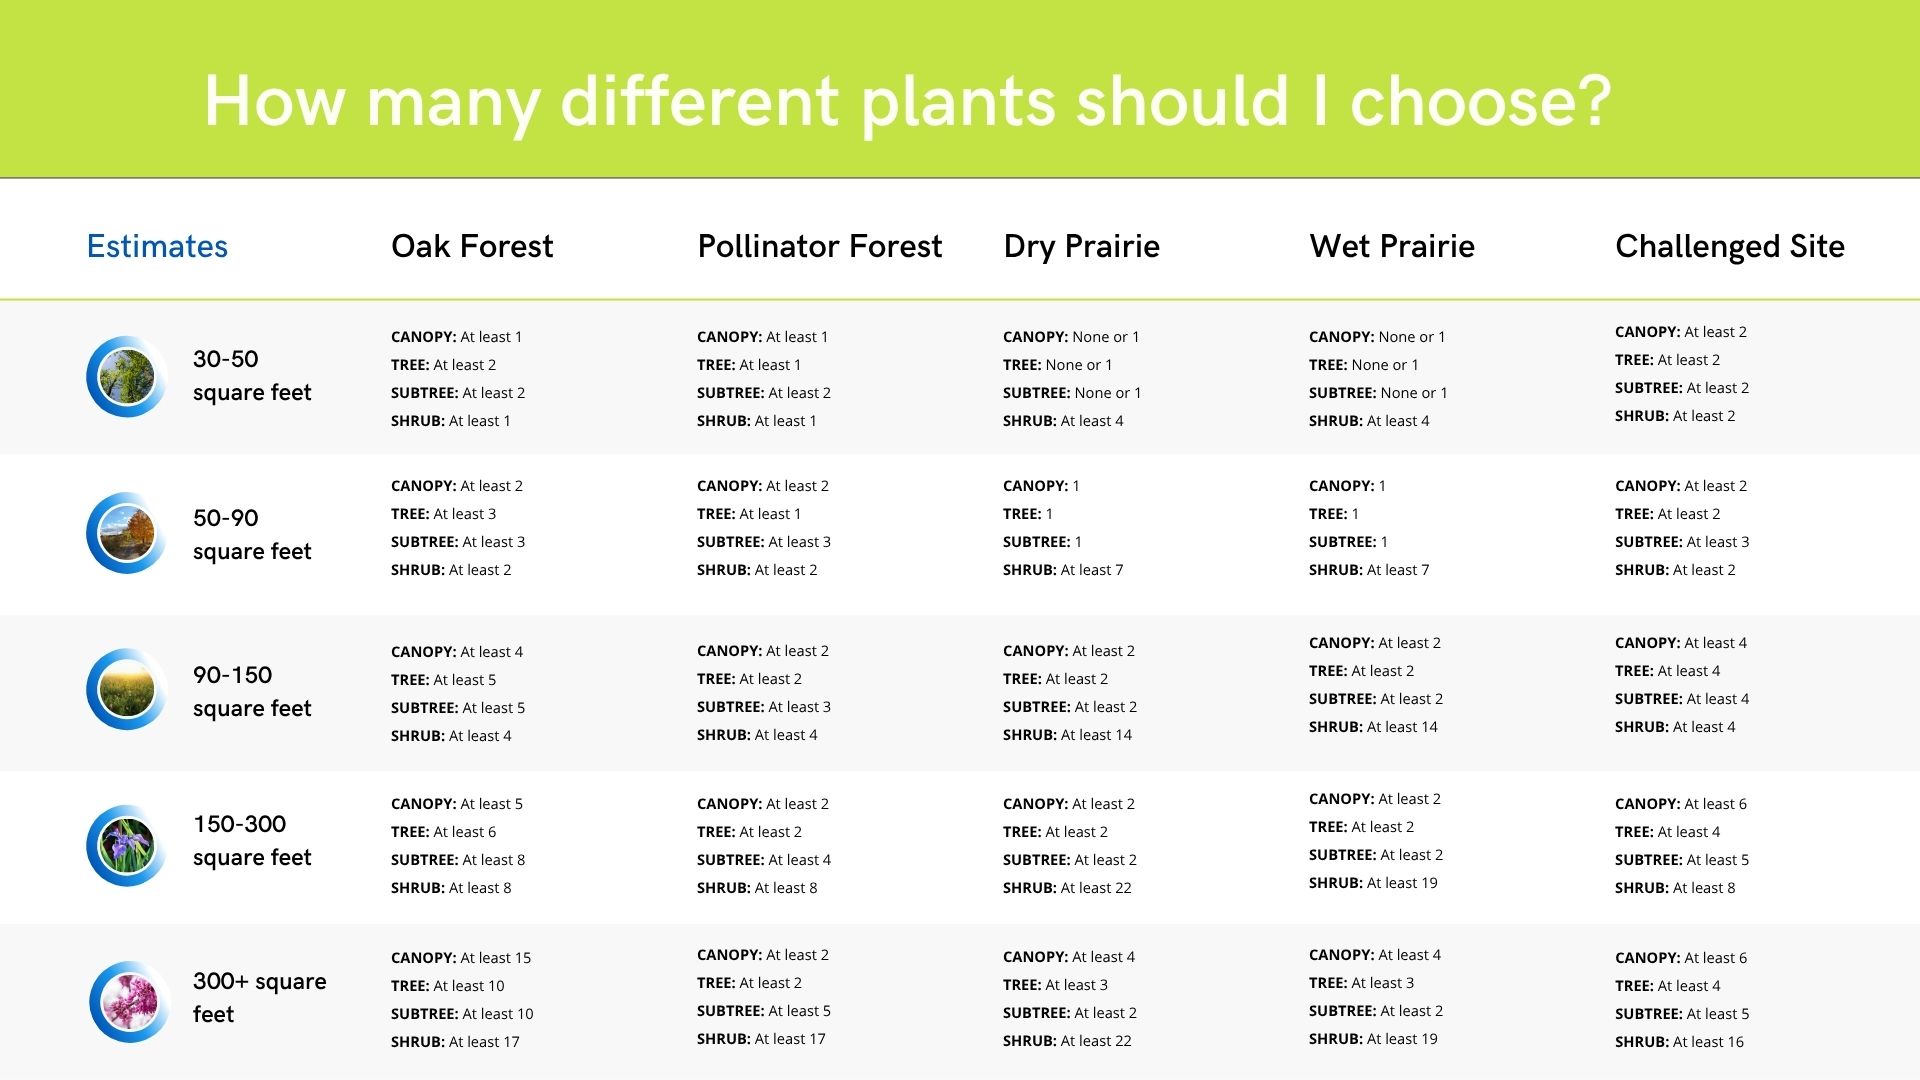 How many different plants should I choose?
Estimates
Oak Forest
Pollinator Forest
Dry Prairie
Wet Prairie
Challenged Site
30-50
square feet
CANOPY: At least 1
TREE: At least 2
SUBTREE: At least 2
SHRUB: At least 1
CANOPY: At least 1
TREE: At least 1
SUBTREE: At least 2
SHRUB: At least 1
CANOPY: None or 1
TREE: None or 1
SUBTREE: None or 1
SHRUB: At least 4
CANOPY: None or 1
TREE: None or 1
SUBTREE: None or 1
SHRUB: At least 4
CANOPY: At least 2
TREE: At least 2
SUBTREE: At least 2
SHRUB: At least 2
50-90
square feet
CANOPY: At least 2
TREE: At least 3
SUBTREE: At least 3
SHRUB: At least 2
CANOPY: At least 2
TREE: At least 1
SUBTREE: At least 3
SHRUB: At least 2
CANOPY: 1
TREE: 1
SUBTREE: 1
SHRUB: At least 7
CANOPY: 1
TREE: 1
SUBTREE: 1
SHRUB: At least 7
CANOPY: At least 2
TREE: At least 2
SUBTREE: At least 3
SHRUB: At least 2
90-150
square feet
CANOPY: At least 4
TREE: At least 5
SUBTREE: At least 5
SHRUB: At least 4
CANOPY: At least 2
TREE: At least 2
SUBTREE: At least 3
SHRUB: At least 4
CANOPY: At least 2
TREE: At least 2
SUBTREE: At least 2
SHRUB: At least 14
CANOPY: At least 2
TREE: At least 2
SUBTREE: At least 2
SHRUB: At least 14
CANOPY: At least 4
TREE: At least 4
SUBTREE: At least 4
SHRUB: At least 4
150-300
square feet
CANOPY: At least 5
TREE: At least 6
SUBTREE: At least 8
SHRUB: At least 8
CANOPY: At least 2
TREE: At least 2
SUBTREE: At least 4
SHRUB: At least 8
CANOPY: At least 2
TREE: At least 2
SUBTREE: At least 2
SHRUB: At least 22
CANOPY: At least 2
TREE: At least 2
SUBTREE: At least 2
SHRUB: At least 19
CANOPY: At least 6
TREE: At least 4
SUBTREE: At least 5
SHRUB: At least 8
300+ square
feet
CANOPY: At least 15
TREE: At least 10
SUBTREE: At least 10
SHRUB: At least 17
CANOPY: At least 2
TREE: At least 2
SUBTREE: At least 5
SHRUB: At least 17
CANOPY: At least 4
TREE: At least 3
SUBTREE: At least 2
SHRUB: At least 22
CANOPY: At least 4
TREE: At least 3
SUBTREE: At least 2
SHRUB: At least 19
CANOPY: At least 6
TREE: At least 4
SUBTREE: At least 5
SHRUB: At least 16